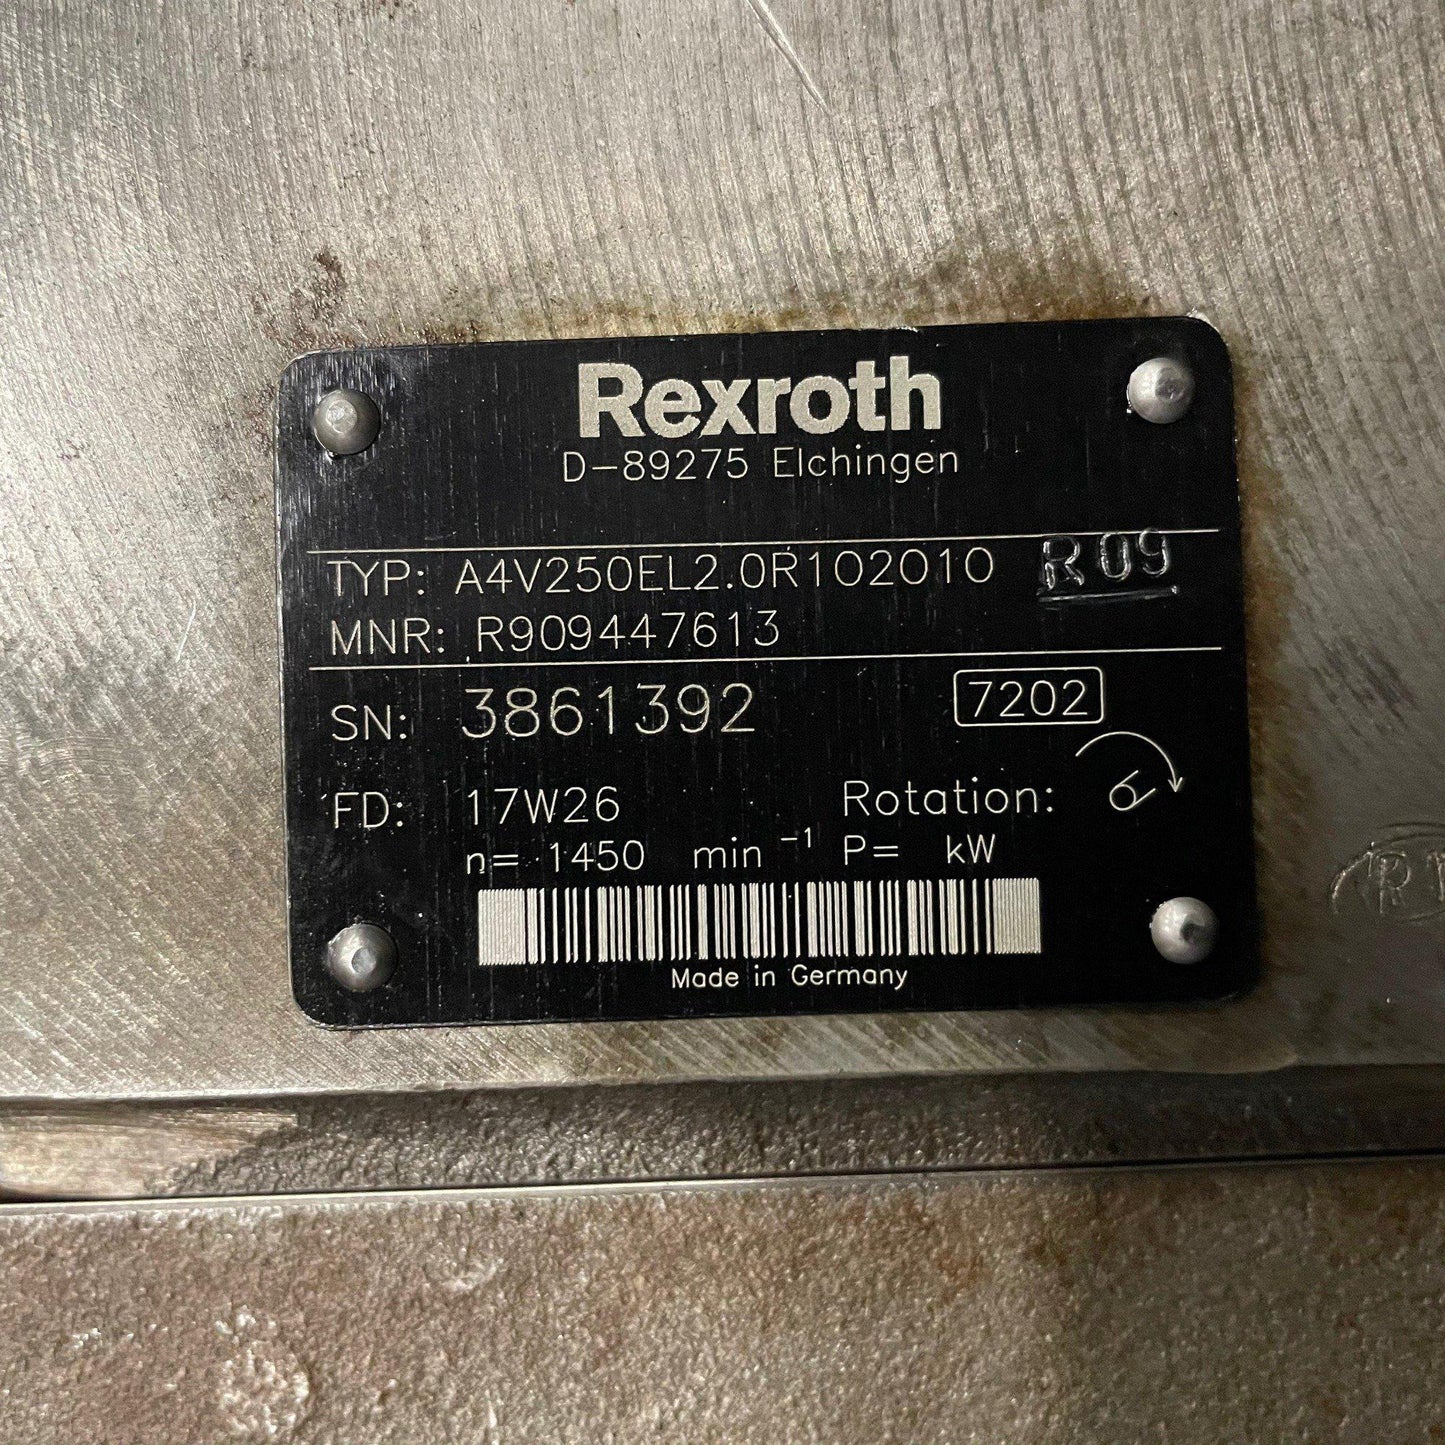 Rexroth
D-89275 Elchingen
TYP: A4V250EL2.0R102010 R09
MNR: R909447613
SN: 3861392 7202
FD: 17W26 Rotation:
n= 1450 min -1 P= kW
Made in Germany